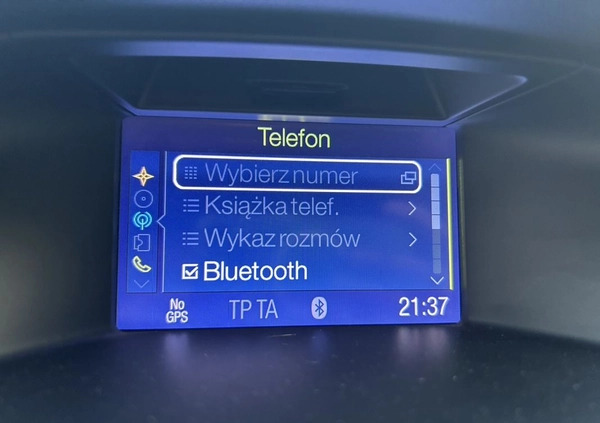 Telefon
Wybierz numer
Książka telef.
Wykaz rozmów
Bluetooth
No
GPS
TP TA
21:37